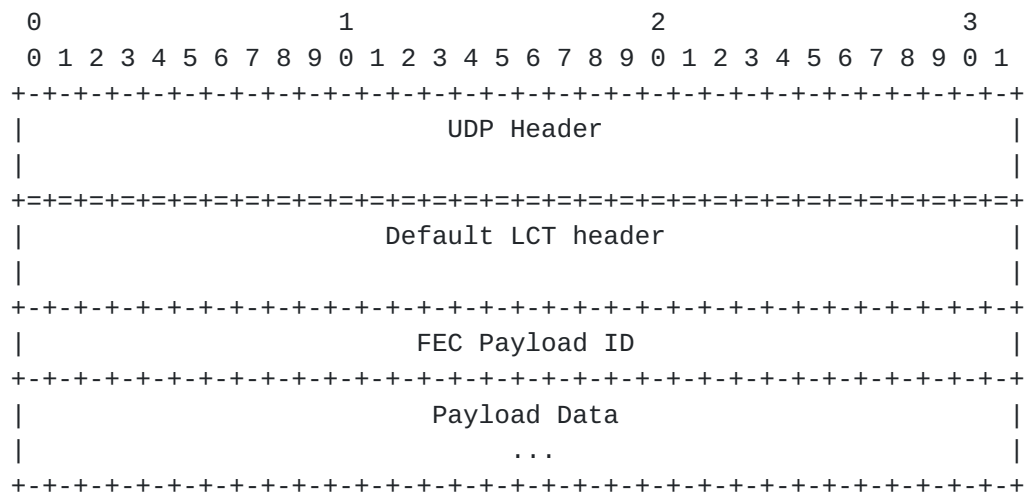 0                   1                   2                   3
 0 1 2 3 4 5 6 7 8 9 0 1 2 3 4 5 6 7 8 9 0 1 2 3 4 5 6 7 8 9 0 1
+-+-+-+-+-+-+-+-+-+-+-+-+-+-+-+-+-+-+-+-+-+-+-+-+-+-+-+-+-+-+-+-+
|                           UDP Header                          |
|                                                               |
+=+=+=+=+=+=+=+=+=+=+=+=+=+=+=+=+=+=+=+=+=+=+=+=+=+=+=+=+=+=+=+=+
|                       Default LCT header                      |
|                                                               |
+-+-+-+-+-+-+-+-+-+-+-+-+-+-+-+-+-+-+-+-+-+-+-+-+-+-+-+-+-+-+-+-+
|                         FEC Payload ID                        |
+-+-+-+-+-+-+-+-+-+-+-+-+-+-+-+-+-+-+-+-+-+-+-+-+-+-+-+-+-+-+-+-+
|                          Payload Data                         |
|                               ...                             |
+-+-+-+-+-+-+-+-+-+-+-+-+-+-+-+-+-+-+-+-+-+-+-+-+-+-+-+-+-+-+-+-+